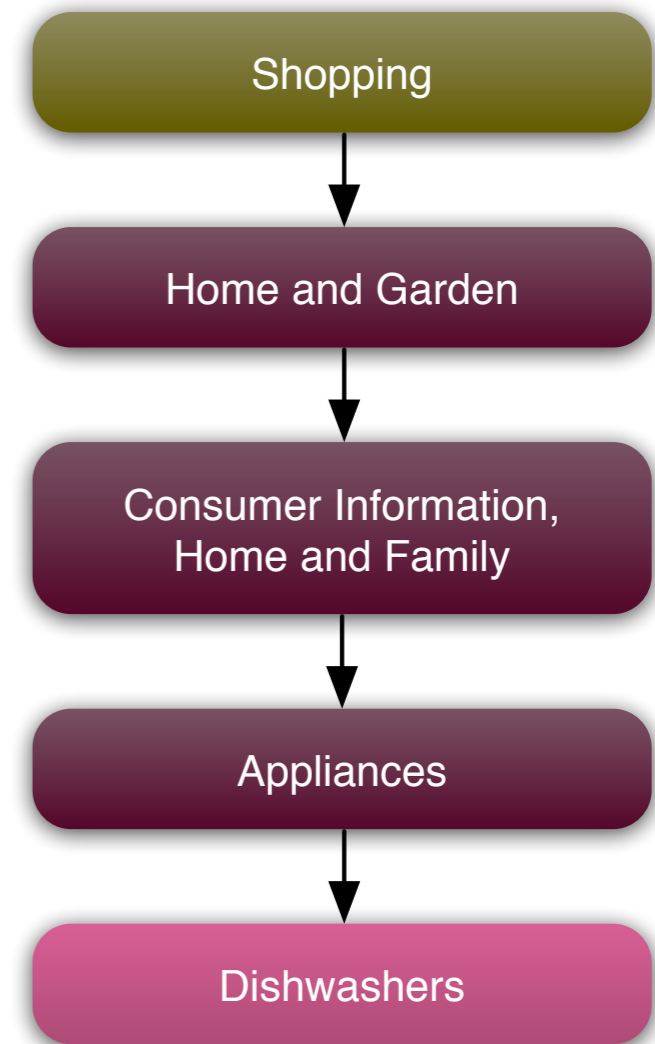 Shopping
Home and Garden
Consumer Information,
Home and Family
Appliances
Dishwashers